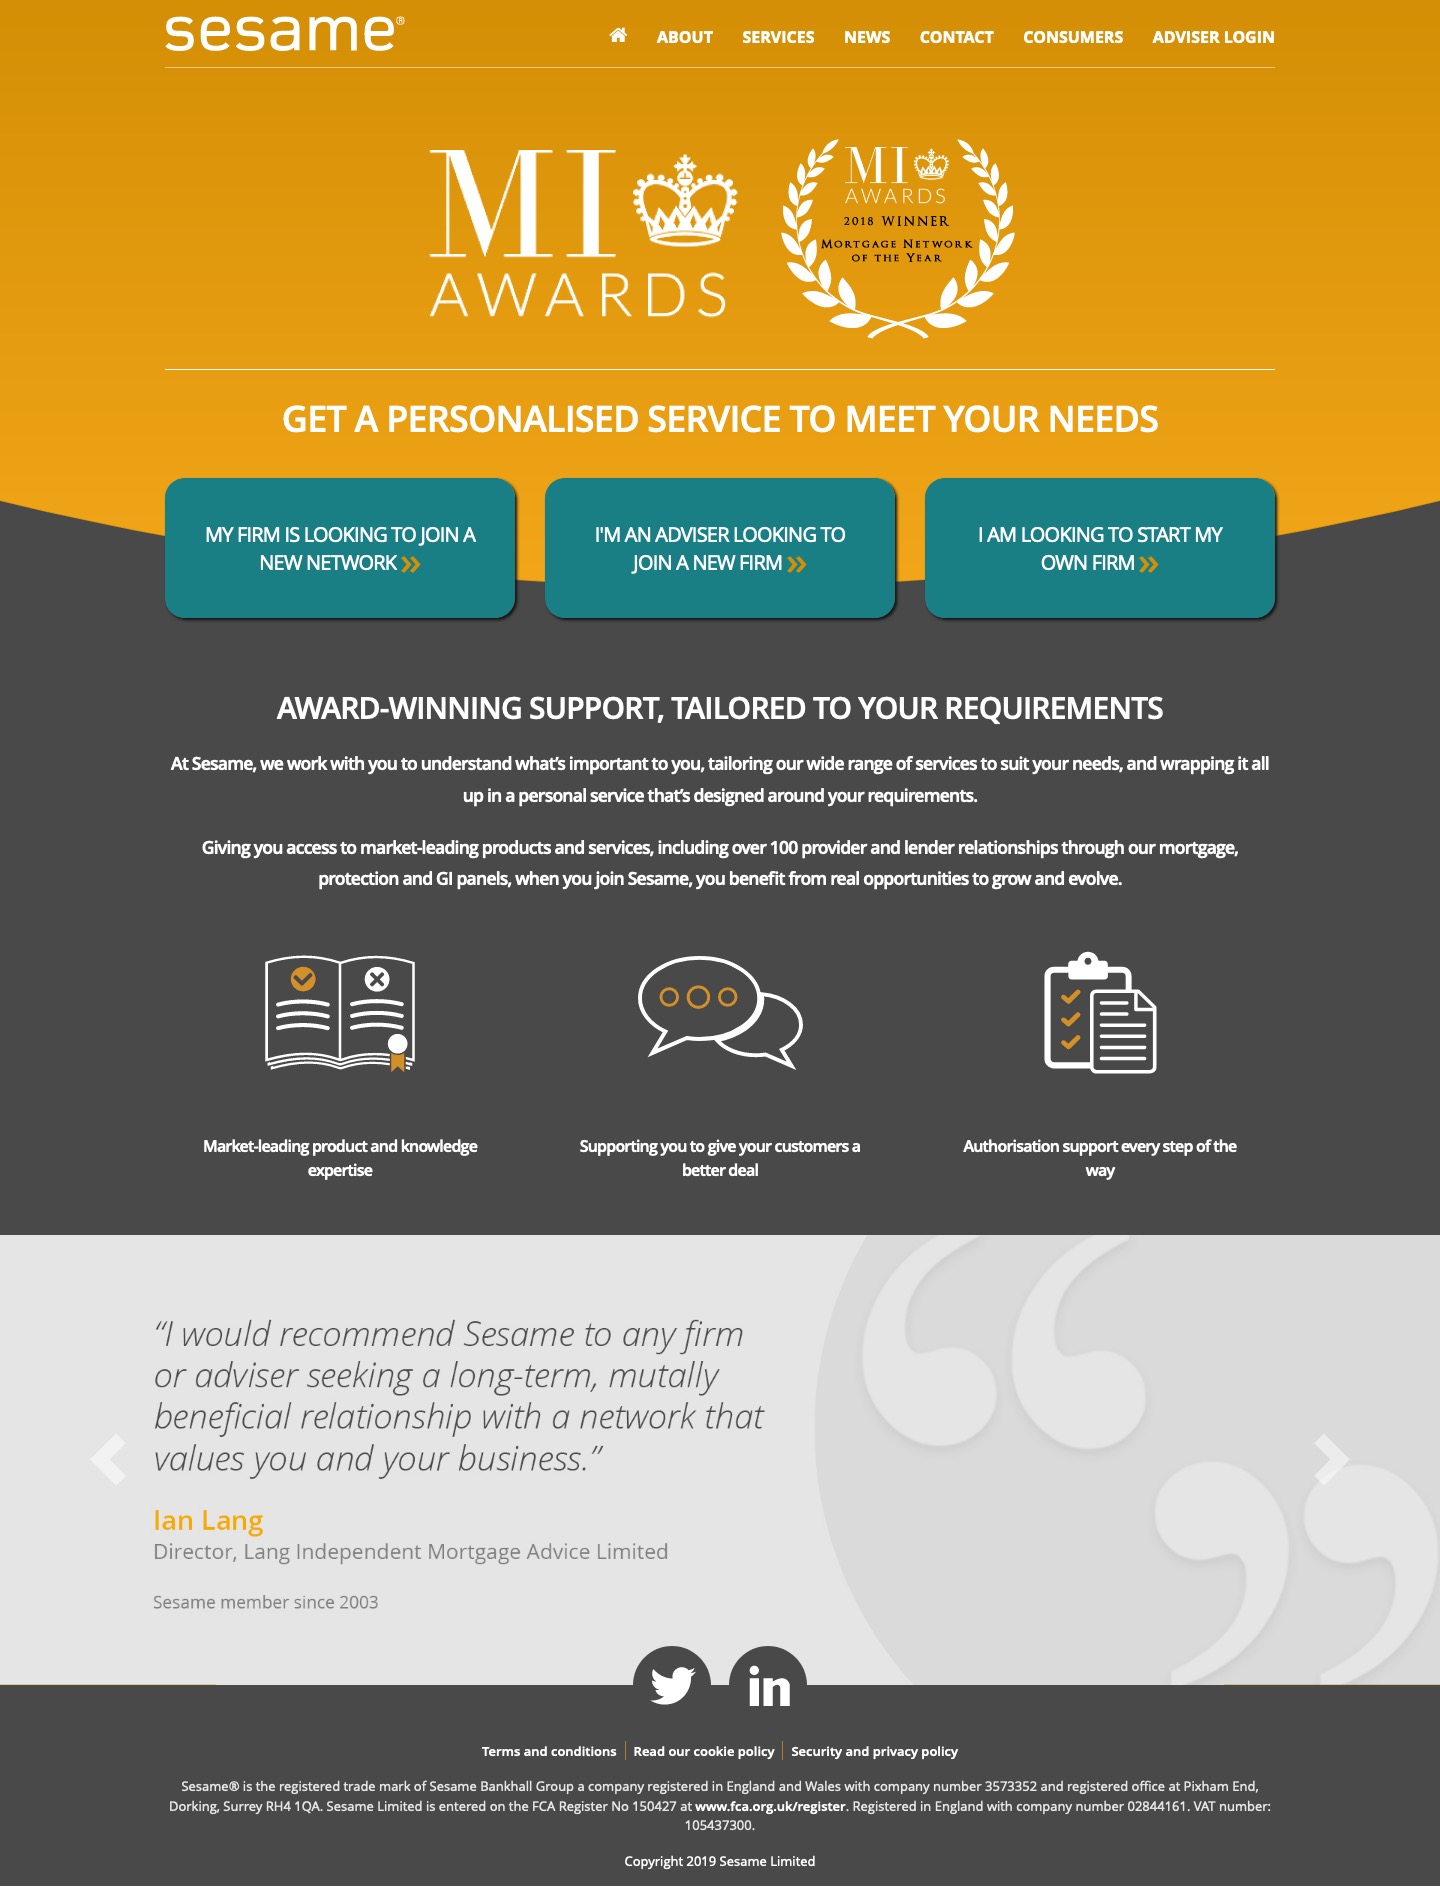 sesame®
ABOUT SERVICES NEWS CONTACT CONSUMERS ADVISER LOGIN
MI
AWARDS
MI
AWARDS
2018 WINNER
MORTGAGE NETWORK
OF THE YEAR
GET A PERSONALISED SERVICE TO MEET YOUR NEEDS
MY FIRM IS LOOKING TO JOIN A
NEW NETWORK »
I'M AN ADVISER LOOKING TO
JOIN A NEW FIRM »
I AM LOOKING TO START MY
OWN FIRM »
AWARD-WINNING SUPPORT, TAILORED TO YOUR REQUIREMENTS
At Sesame, we work with you to understand what’s important to you, tailoring our wide range of services to suit your needs, and wrapping it all
up in a personal service that’s designed around your requirements.
Giving you access to market-leading products and services, including over 100 provider and lender relationships through our mortgage,
protection and GI panels, when you join Sesame, you benefit from real opportunities to grow and evolve.
Market-leading product and knowledge
expertise
Supporting you to give your customers a
better deal
Authorisation support every step of the
way
“I would recommend Sesame to any firm
or adviser seeking a long-term, mutally
beneficial relationship with a network that
values you and your business.”
Ian Lang
Director, Lang Independent Mortgage Advice Limited
Sesame member since 2003
in
Terms and conditions | Read our cookie policy | Security and privacy policy
Sesame® is the registered trade mark of Sesame Bankhall Group a company registered in England and Wales with company number 3573352 and registered office at Pixham End,
Dorking, Surrey RH4 1QA. Sesame Limited is entered on the FCA Register No 150427 at www.fca.org.uk/register. Registered in England with company number 02844161. VAT number:
105437300.
Copyright 2019 Sesame Limited